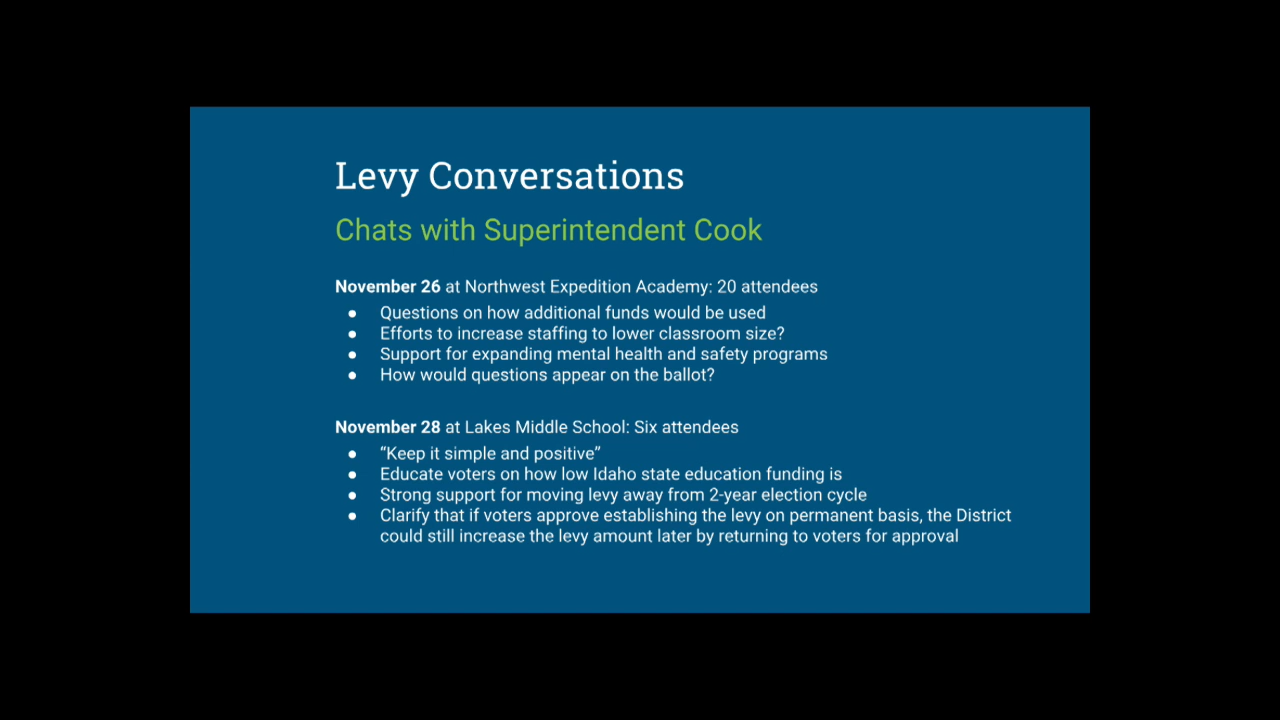 Levy Conversations
Chats with Superintendent Cook
November 26 at Northwest Expedition Academy: 20 attendees
● Questions on how additional funds would be used
● Efforts to increase staffing to lower classroom size?
● Support for expanding mental health and safety programs
● How would questions appear on the ballot?
November 28 at Lakes Middle School: Six attendees
● “Keep it simple and positive”
● Educate voters on how low Idaho state education funding is
● Strong support for moving levy away from 2-year election cycle
● Clarify that if voters approve establishing the levy on permanent basis, the District
could still increase the levy amount later by returning to voters for approval